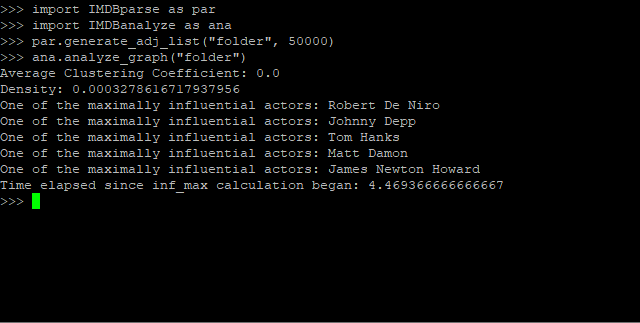 >>> import IMDBparse as par
>>> import IMDBanalyze as ana
>>> par.generate_adj_list("folder", 50000)
>>> ana.analyze_graph("folder")
Average Clustering Coefficient: 0.0
Density: 0.0003278616717937956
One of the maximally influential actors: Robert De Niro
One of the maximally influential actors: Johnny Depp
One of the maximally influential actors: Tom Hanks
One of the maximally influential actors: Matt Damon
One of the maximally influential actors: James Newton Howard
Time elapsed since inf_max calculation began: 4.469366666666667
>>>